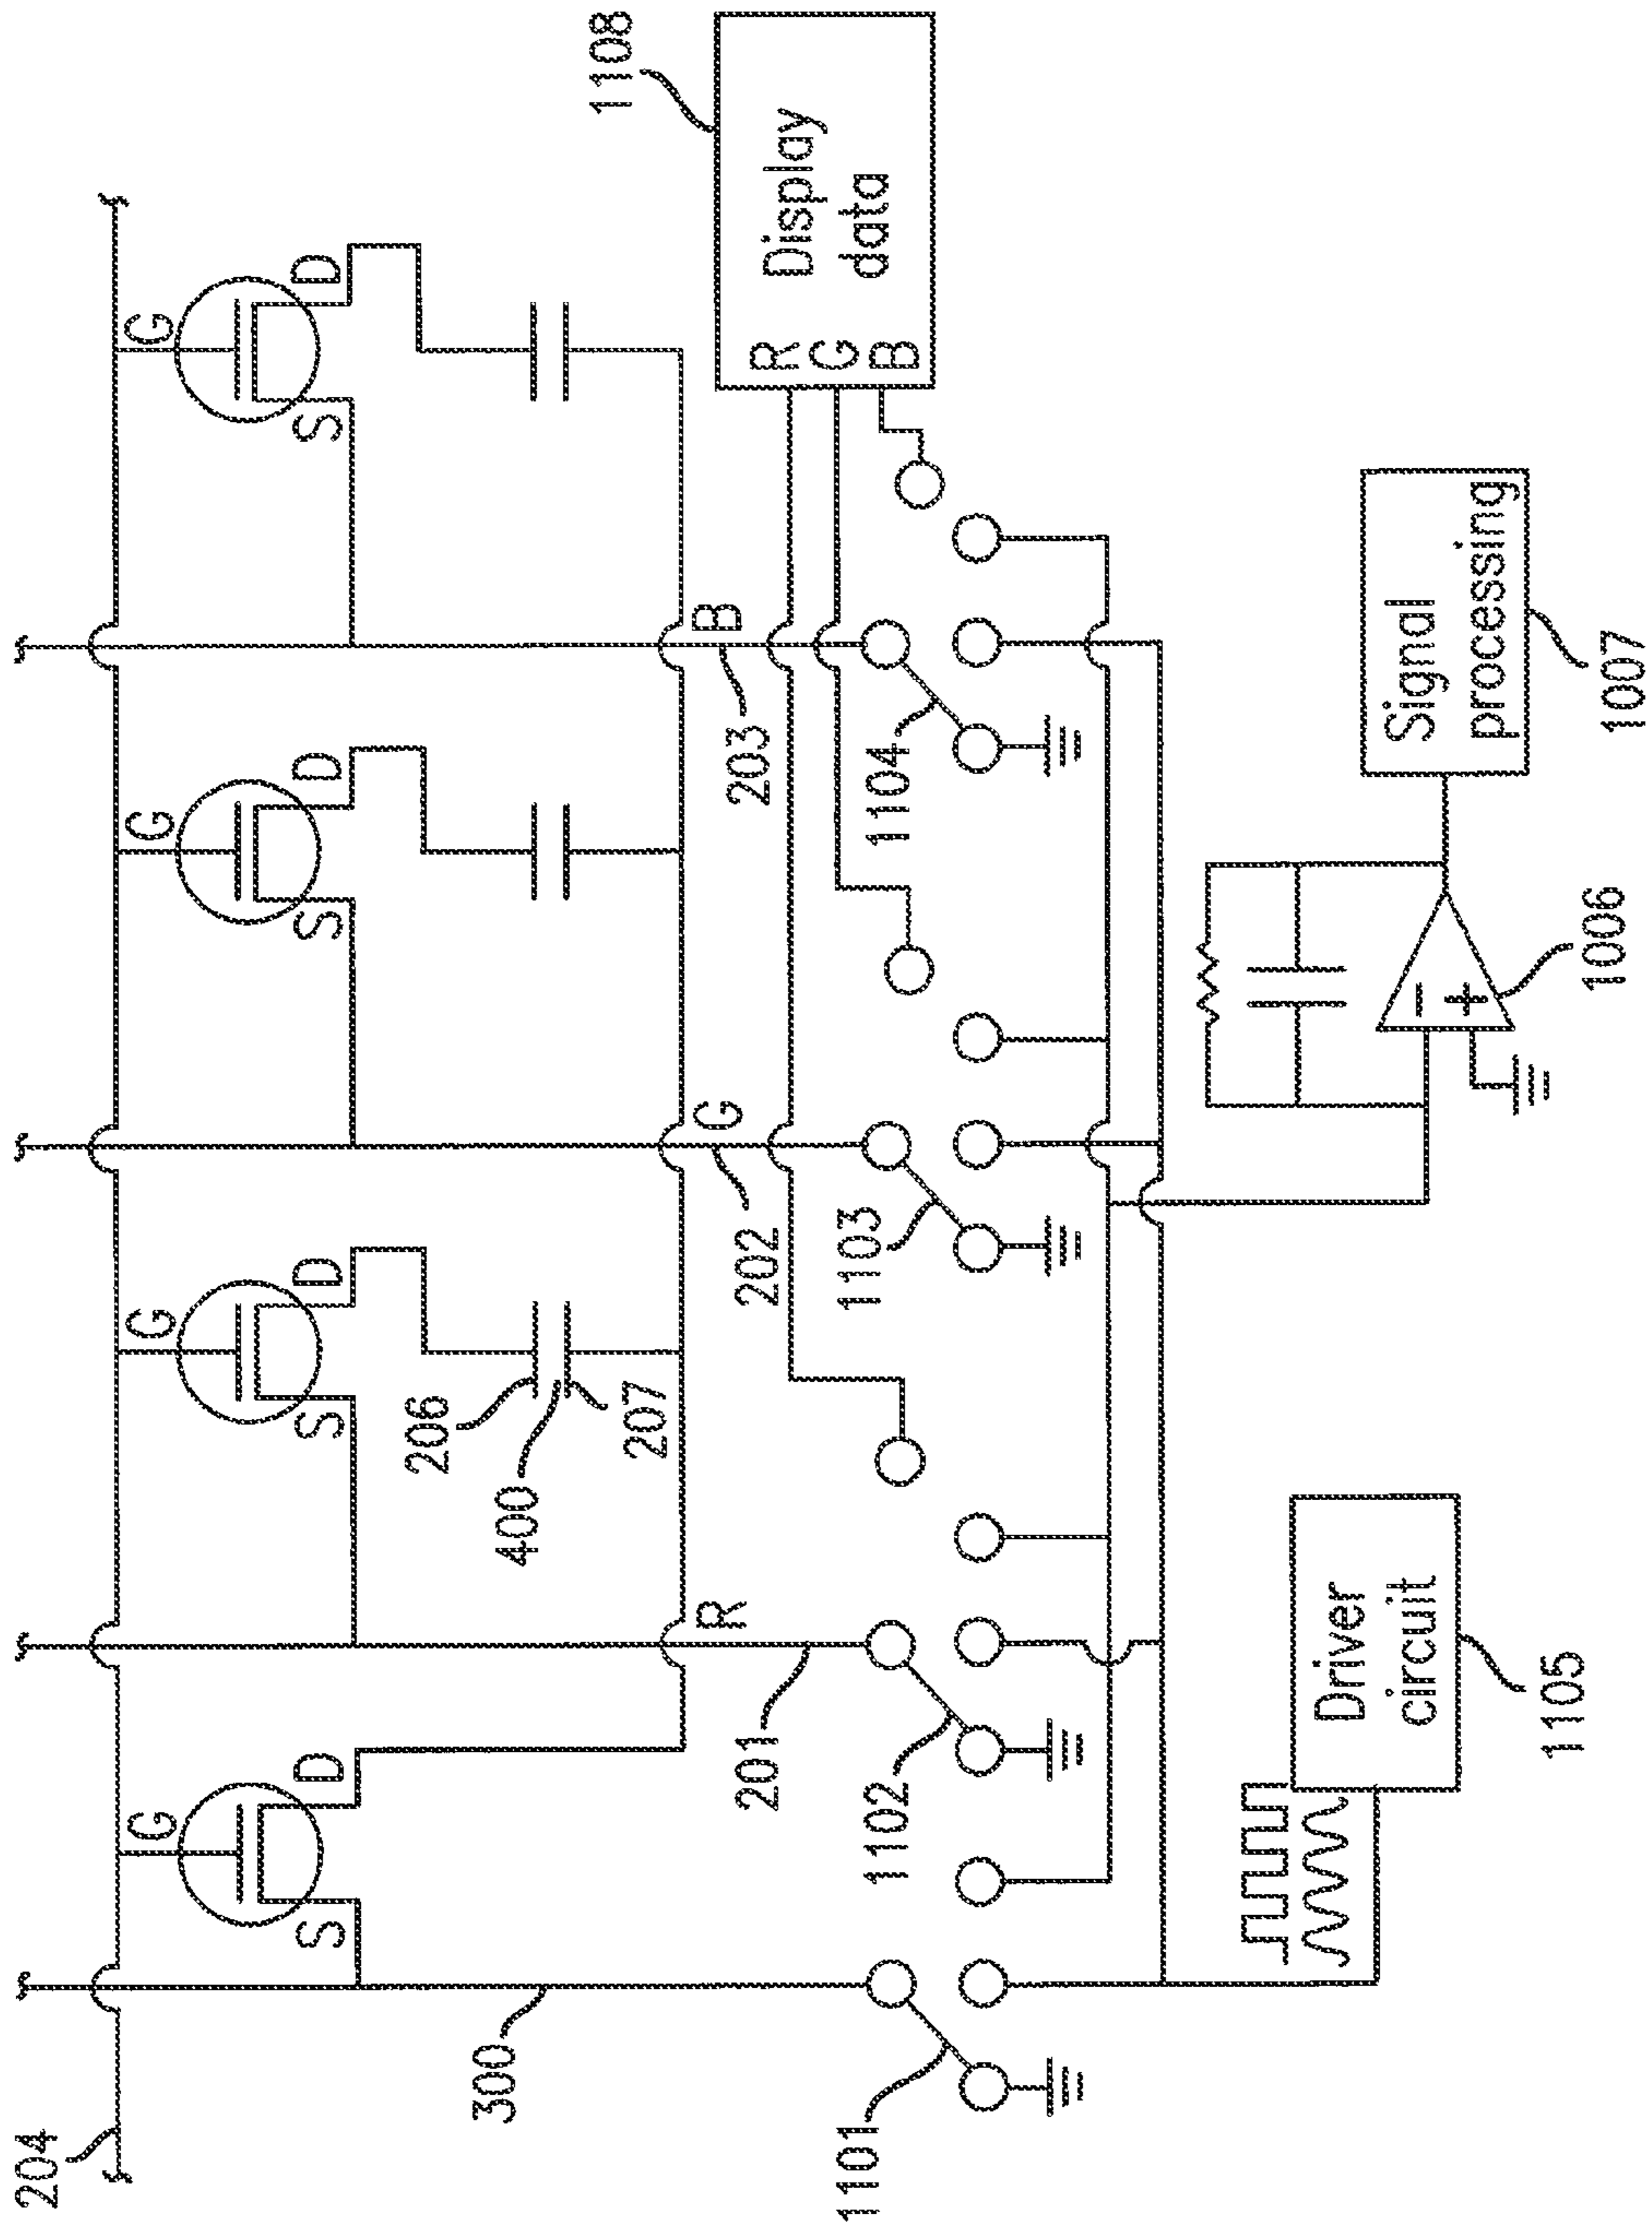 204
G
S
D
G
S
D
G
S
D
G
S
D
300
206
400
207
201
R
202
G
203
B
1108
Display
data
R
G
B
1101
1102
1103
1104
Driver
circuit
1105
1006
− +
Signal
processing
1007